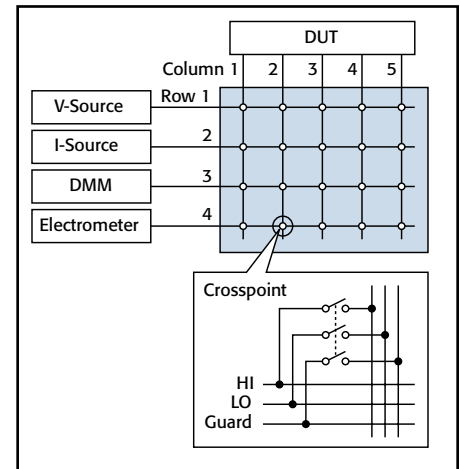 DUT
Column 1 2 3 4 5
V-Source Row 1
I-Source 2
DMM 3
Electrometer 4
Crosspoint
HI
LO
Guard